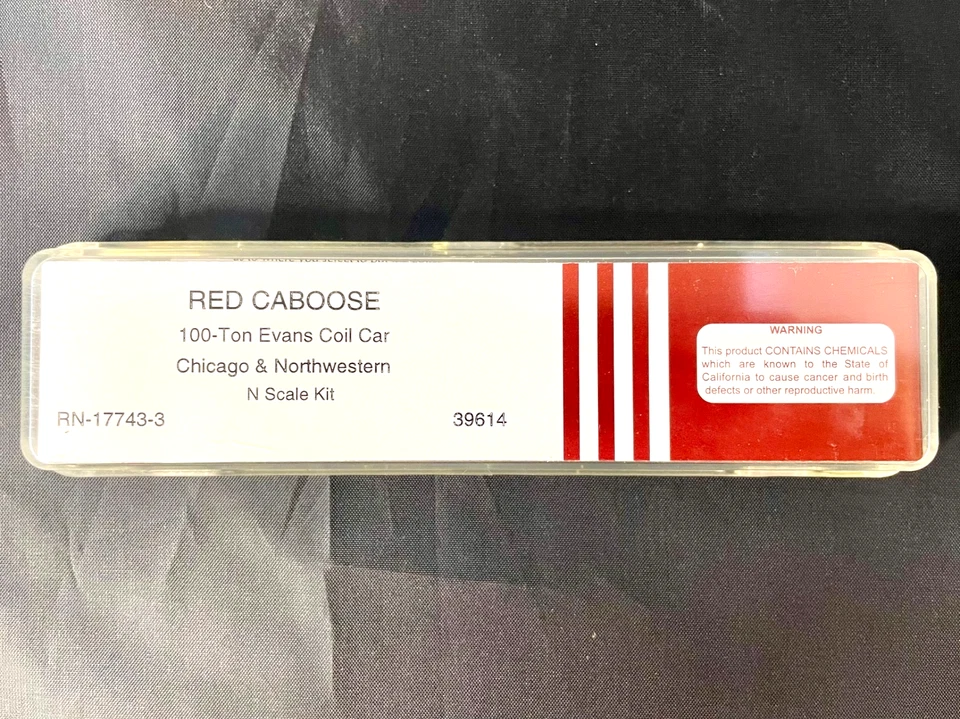 RED CABOOSE
100-Ton Evans Coil Car
Chicago & Northwestern
N Scale Kit
RN-17743-3 39614
WARNING
This product CONTAINS CHEMICALS
which are known to the State of
California to cause cancer and birth
defects or other reproductive harm.